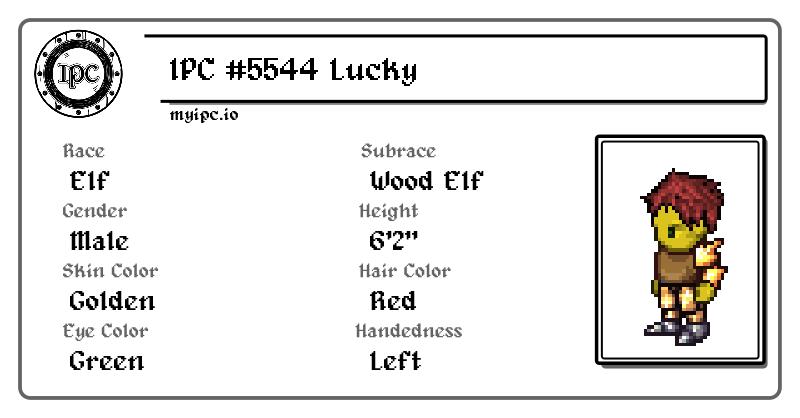 IPC
IPC #5544 Lucky
myipc.io
Race
Elf
Subrace
Wood Elf
Gender
Male
Height
6'2"
Skin Color
Golden
Hair Color
Red
Eye Color
Green
Handedness
Left